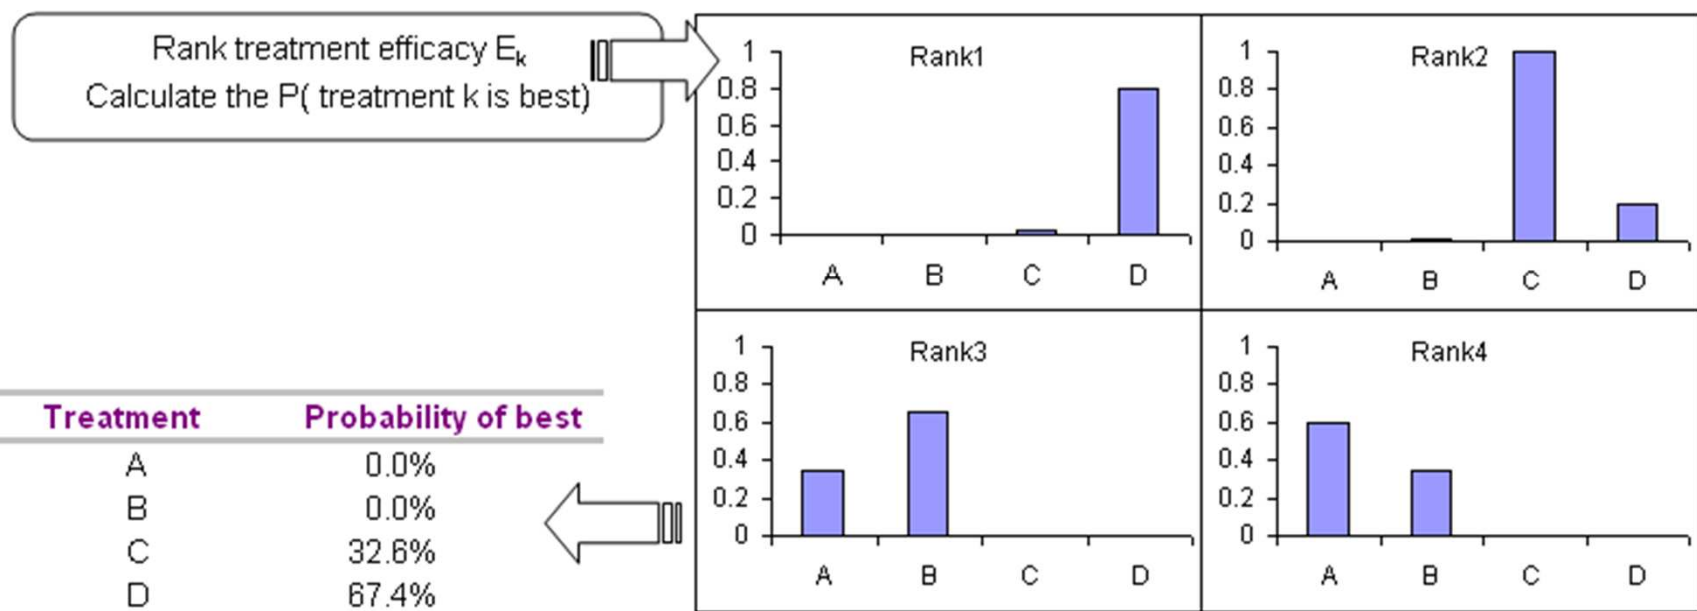 Rank treatment efficacy Ek
Calculate the P( treatment k is best)
Rank1
1
0.8
0.6
0.4
0.2
0
A B C D
Rank2
1
0.8
0.6
0.4
0.2
0
A B C D
Rank3
1
0.8
0.6
0.4
0.2
0
A B C D
Rank4
1
0.8
0.6
0.4
0.2
0
A B C D
Treatment Probability of best
A 0.0%
B 0.0%
C 32.6%
D 67.4%